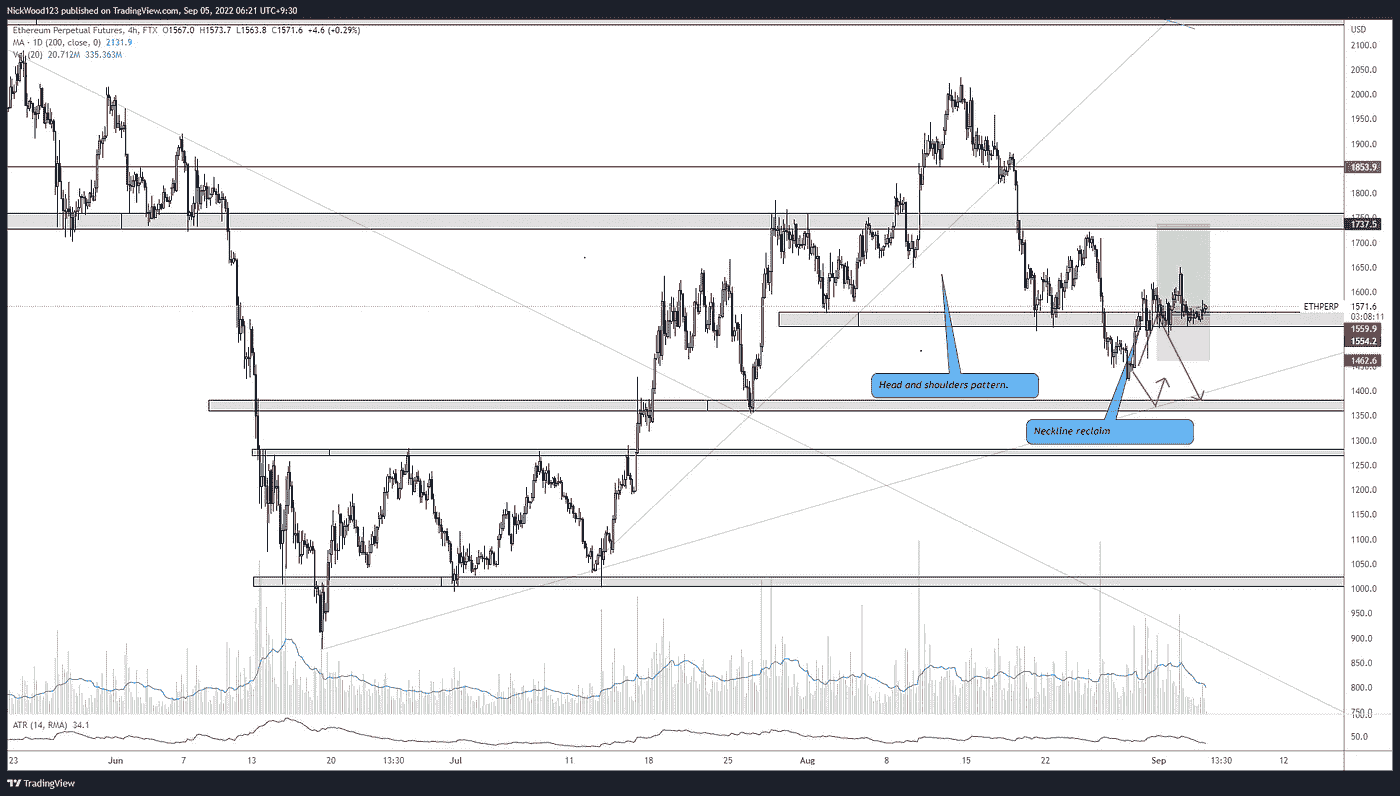 NickWood123 published on TradingView.com, Sep 05, 2022 06:21 UTC+9:30
Ethereum Perpetual Futures, 4h, FTX O1567.0 H1573.7 L1563.8 C1571.6 +4.6 (+0.29%)
MA · 1D (200, close, 0) 2131.9
(20) 20.712M 335.363M
USD
2100.0
2050.0
2000.0
1950.0
1900.0
1853.9
1800.0
1737.5
1700.0
1650.0
1600.0
ETHPERP 1571.6
03:08:11
1559.9
1554.2
1462.6
1400.0
1350.0
1300.0
1250.0
1200.0
1150.0
1100.0
1050.0
1000.0
950.0
900.0
850.0
800.0
750.0
Head and shoulders pattern.
Neckline reclaim
ATR (14, RMA) 34.1
50.0
23 Jun 7 13 20 13:30 Jul 11 18 25 Aug 8 15 22 Sep 13:30 12
TradingView